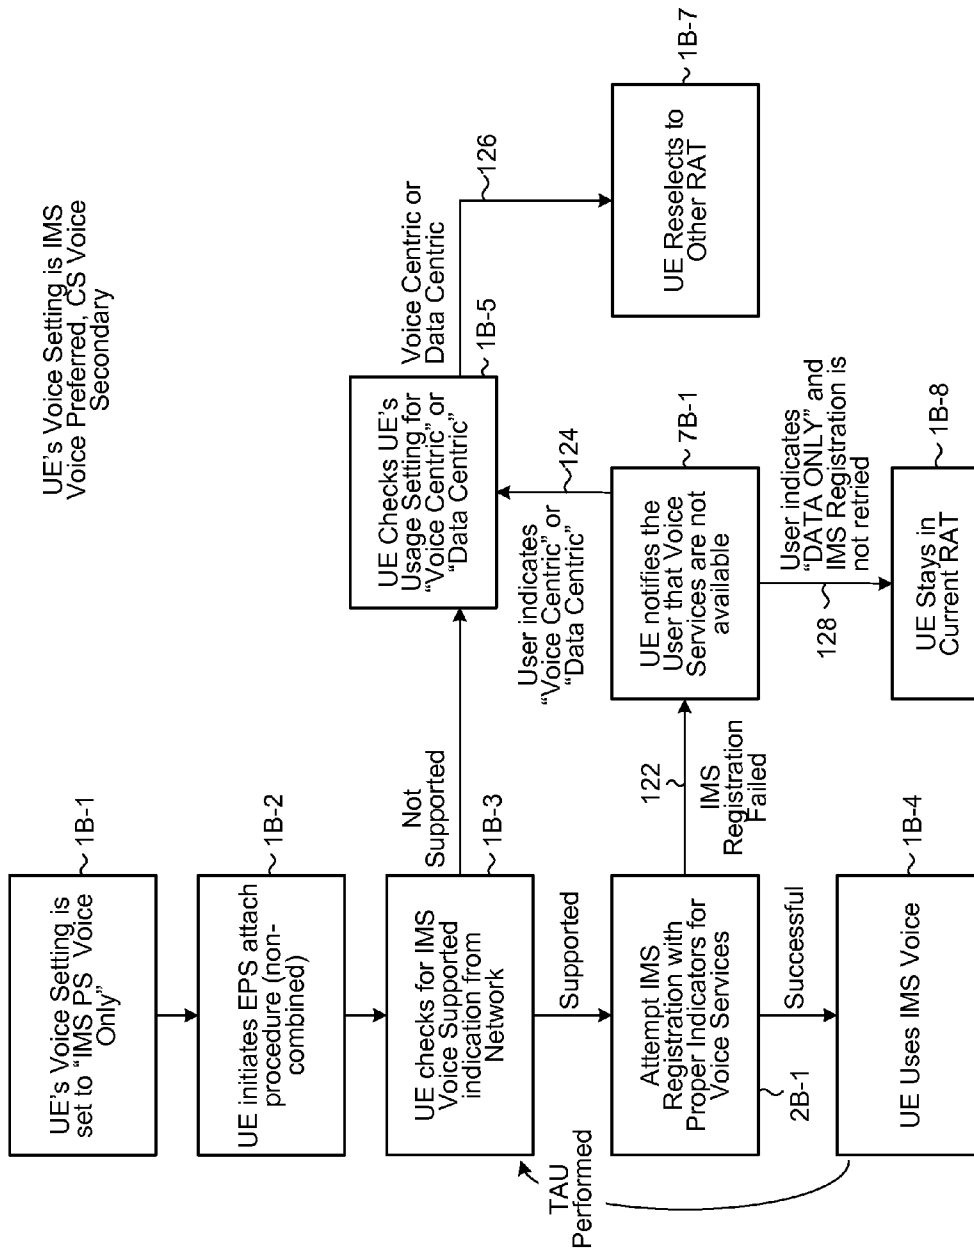 UE's Voice Setting is IMS
Voice Preferred, CS Voice
Secondary
UE's Voice Setting is
set to “IMS PS Voice
Only”
1B-1
UE initiates EPS attach
procedure (non-
combined)
1B-2
UE checks for IMS
Voice Supported
indication from
Network
1B-3
Not
Supported
UE Checks UE's
Usage Setting for
“Voice Centric” or
“Data Centric”
1B-5
Voice Centric or
Data Centric
126
UE Reselects to
Other RAT
1B-7
Supported
Attempt IMS
Registration with
Proper Indicators for
Voice Services
2B-1
122
IMS
Registration
Failed
UE notifies the
User that Voice
Services are not
available
7B-1
User indicates
“Voice Centric” or
“Data Centric”
124
User indicates
“DATA ONLY” and
IMS Registration is
not retried
128
UE Stays in
Current RAT
1B-8
Successful
UE Uses IMS Voice
1B-4
TAU
Performed